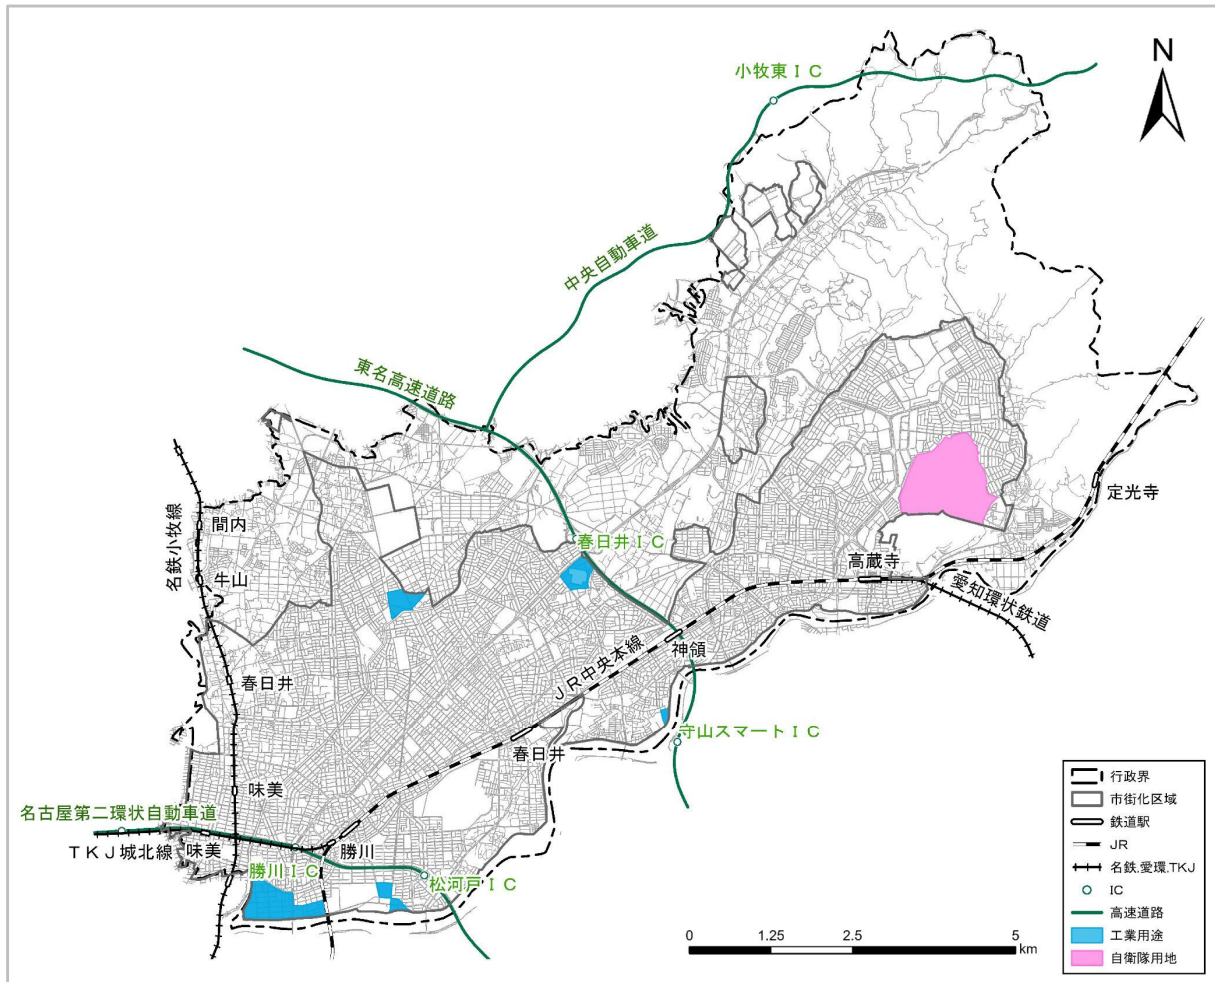 N
小牧東ＩＣ
中央自動車道
東名高速道路
名鉄小牧線
間内
牛山
春日井
味美
春日井ＩＣ
定光寺
高蔵寺
愛知環状鉄道
ＪＲ中央本線
神領
守山スマートＩＣ
春日井
名古屋第二環状自動車道
ＴＫＪ城北線
味美
勝川
勝川ＩＣ
松河戸ＩＣ
0
1.25
2.5
5
km
行政界
市街化区域
鉄道駅
JR
名鉄,愛環,TKJ
IC
高速道路
工業用途
自衛隊用地